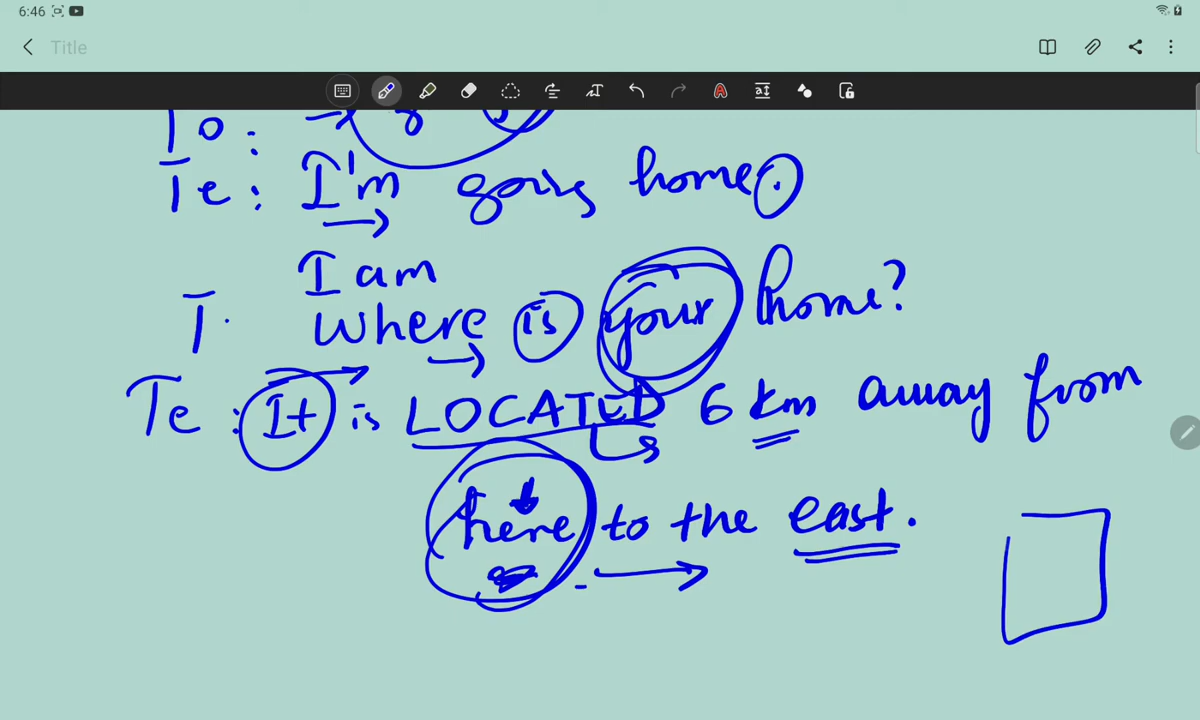 6:46
Title
To:
Te: I'm going home.
I am
T. where is your home?
Te: It is LOCATED 6 km away from
here to the east.